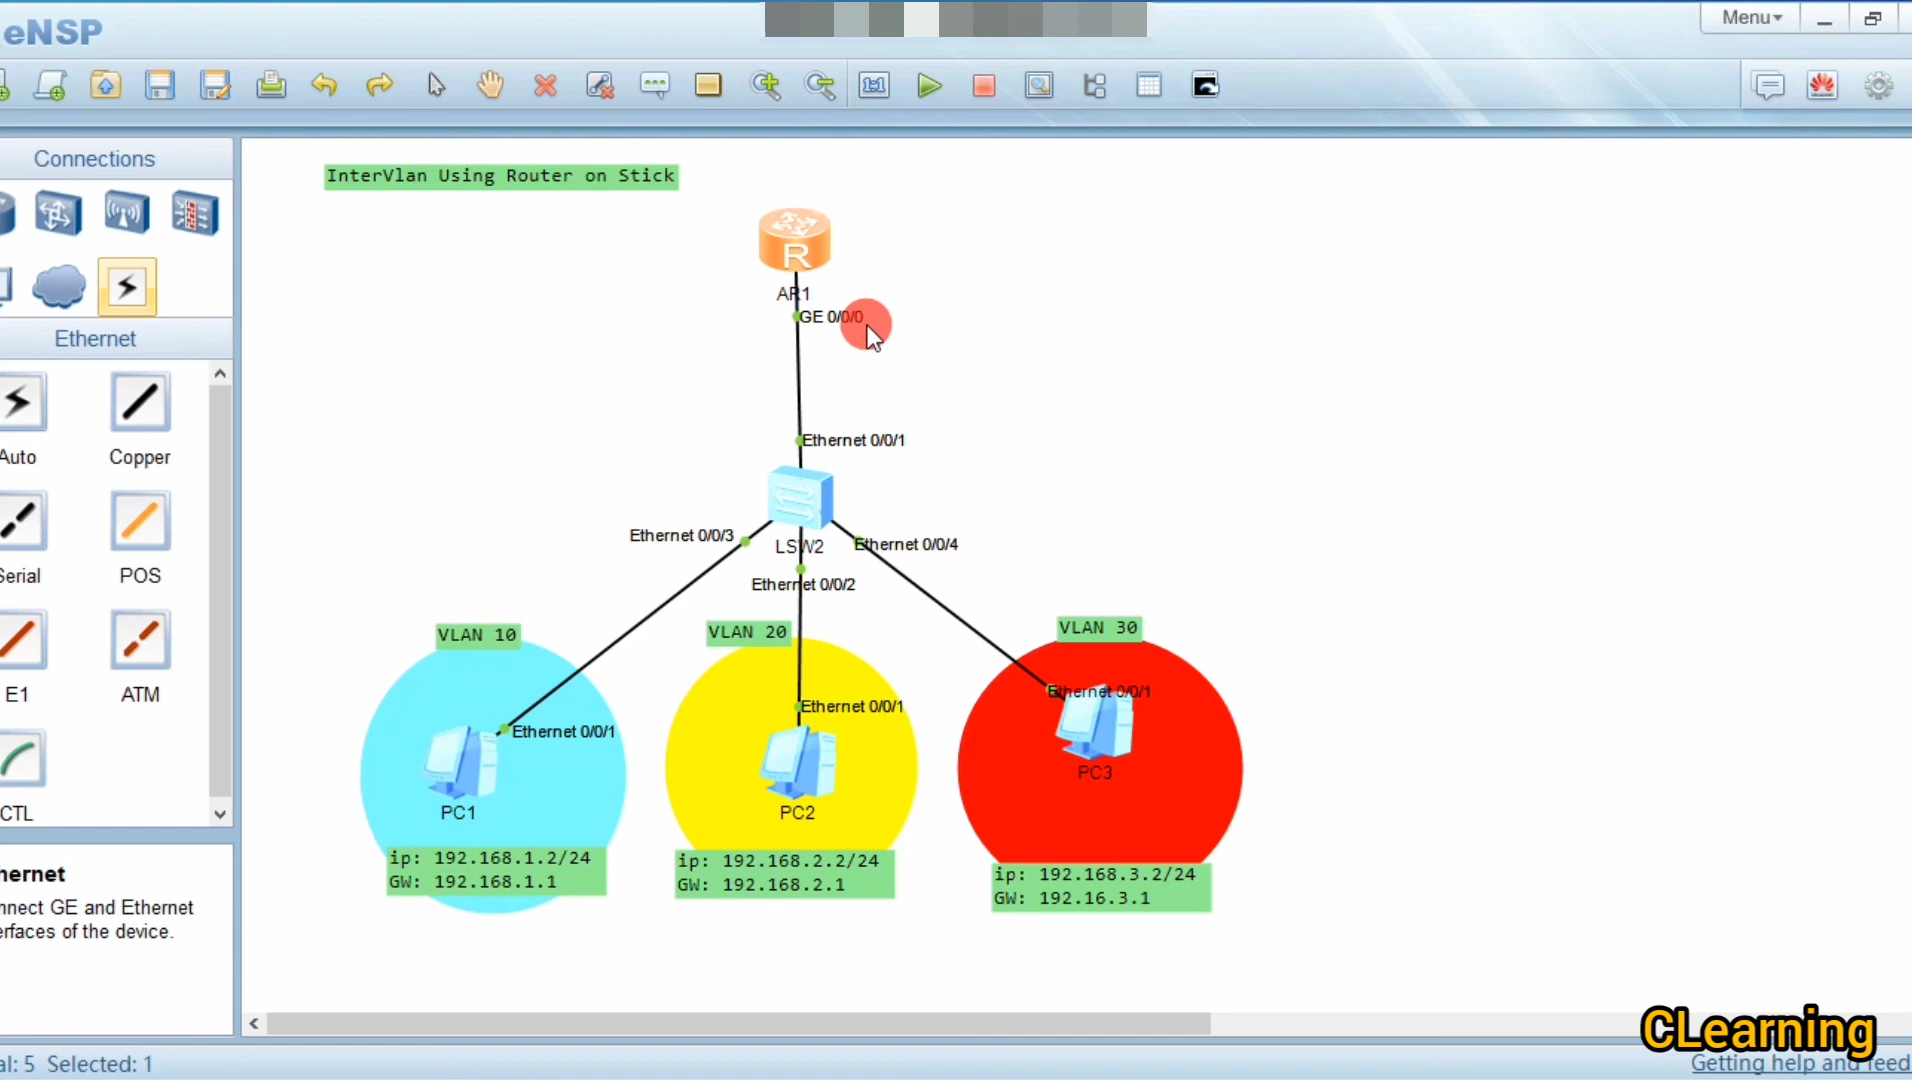 eNSP
Menu
Connections
InterVlan Using Router on Stick
R
AR1
GE 0/0/0
Ethernet
Auto
Copper
Ethernet 0/0/1
LSW2
Ethernet 0/0/3
Ethernet 0/0/4
Ethernet 0/0/2
Serial
POS
VLAN 10
VLAN 20
VLAN 30
E1
ATM
Ethernet 0/0/1
Ethernet 0/0/1
Ethernet 0/0/1
PC1
PC2
PC3
CTL
ip: 192.168.1.2/24
GW: 192.168.1.1
ip: 192.168.2.2/24
GW: 192.168.2.1
ip: 192.168.3.2/24
GW: 192.16.3.1
hernet
nnect GE and Ethernet
erfaces of the device.
CLearning
al: 5 Selected: 1
Getting help and feed